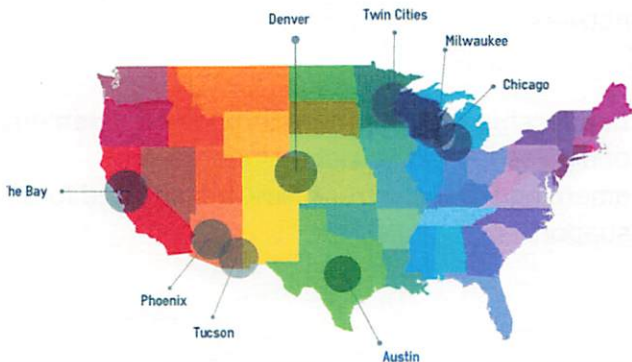 Denver
Twin Cities
Milwaukee
Chicago
he Bay
Phoenix
Tucson
Austin